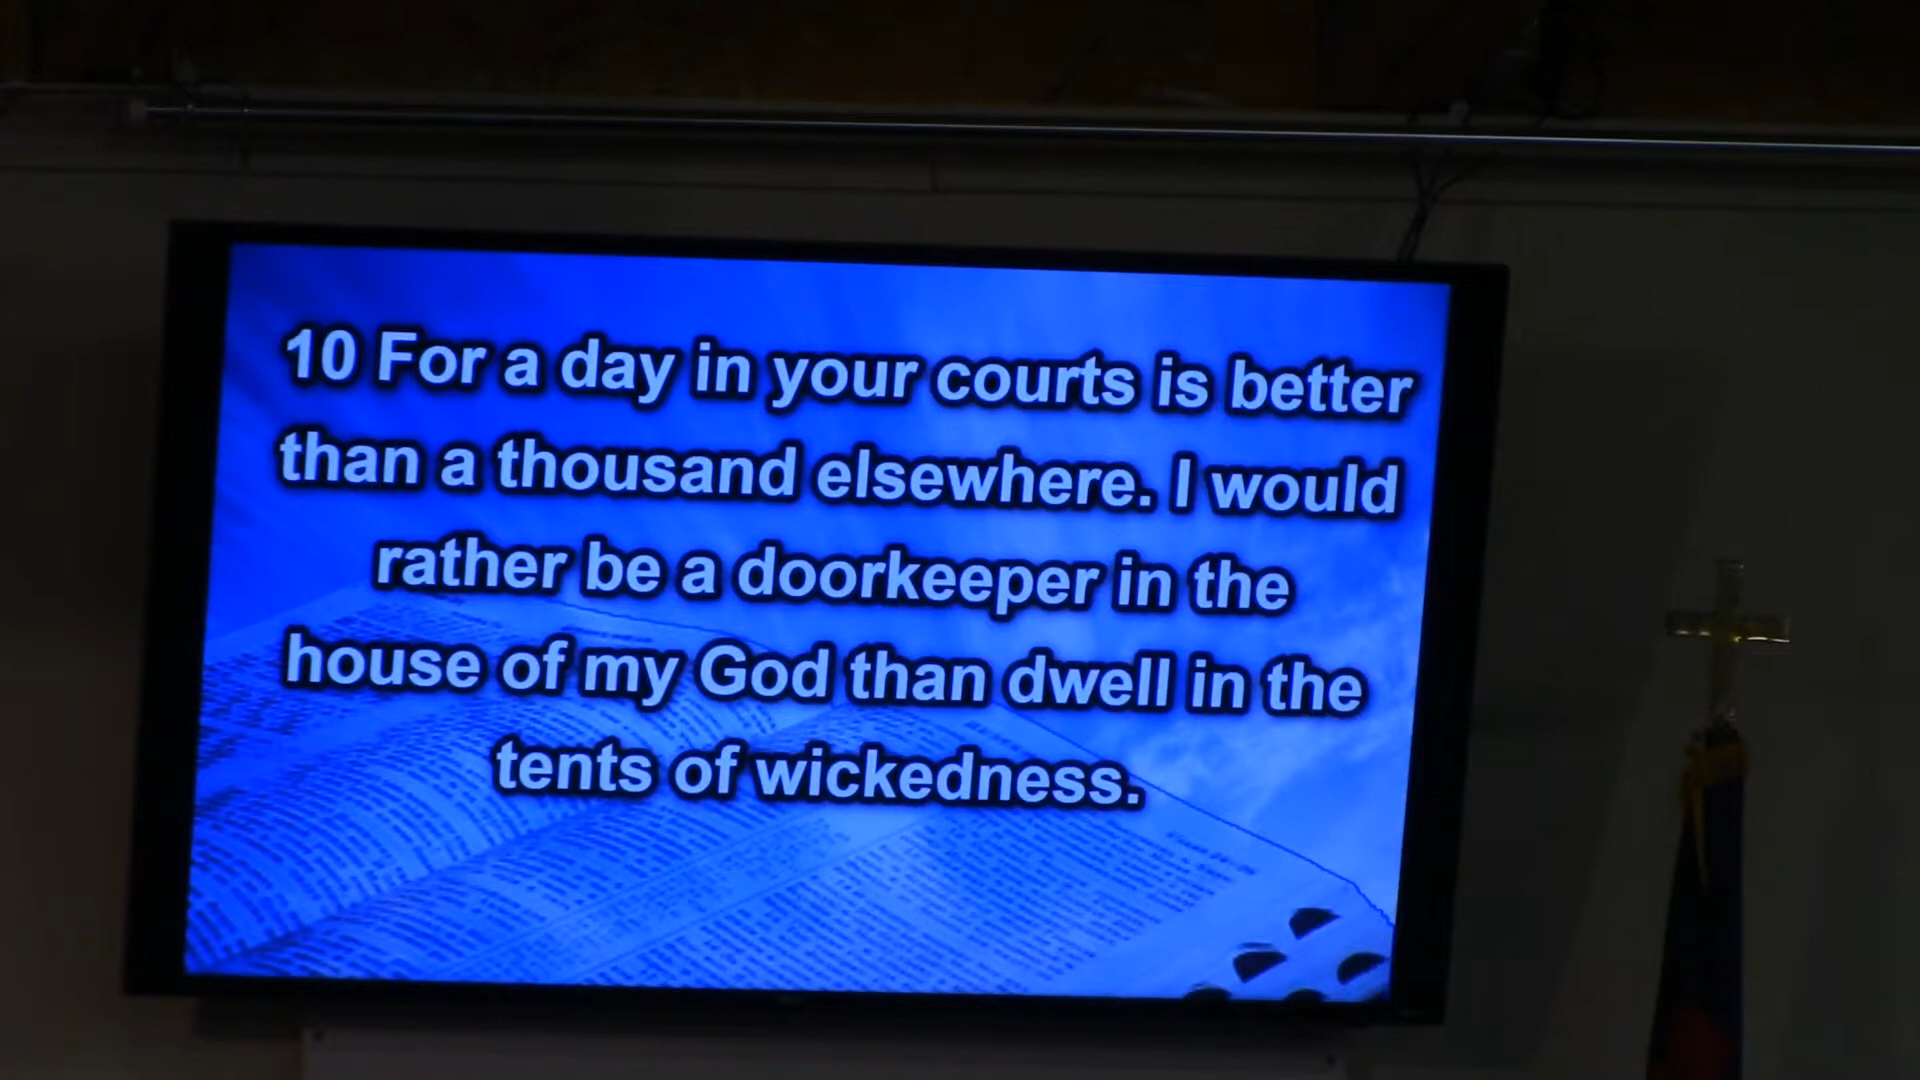 10 For a day in your courts is better
than a thousand elsewhere. I would
rather be a doorkeeper in the
house of my God than dwell in the
tents of wickedness.